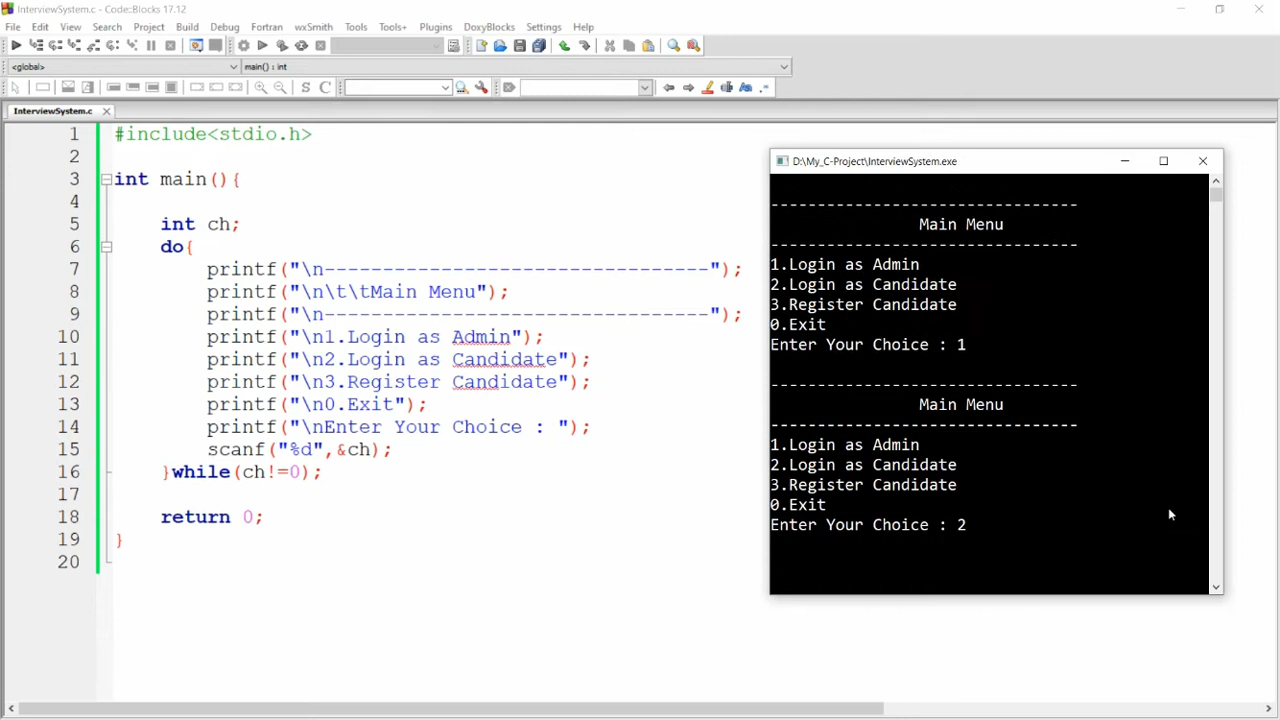 InterviewSystem.c - Code::Blocks 17.12
File Edit View Search Project Build Debug Fortran wxSmith Tools Tools+ Plugins DoxyBlocks Settings Help
<global> main() : int
S C
InterviewSystem.c
1 #include<stdio.h>
2
3 int main(){
4
5 int ch;
6 do{
7 printf("\n---------------------------------");
8 printf("\n\t\tMain Menu");
9 printf("\n---------------------------------");
10 printf("\n1.Login as Admin");
11 printf("\n2.Login as Candidate");
12 printf("\n3.Register Candidate");
13 printf("\n0.Exit");
14 printf("\nEnter Your Choice : ");
15 scanf("%d",&ch);
16 }while(ch!=0);
17
18 return 0;
19 }
20
D:\My_C-Project\InterviewSystem.exe
---------------------------------
Main Menu
---------------------------------
1.Login as Admin
2.Login as Candidate
3.Register Candidate
0.Exit
Enter Your Choice : 1
---------------------------------
Main Menu
---------------------------------
1.Login as Admin
2.Login as Candidate
3.Register Candidate
0.Exit
Enter Your Choice : 2